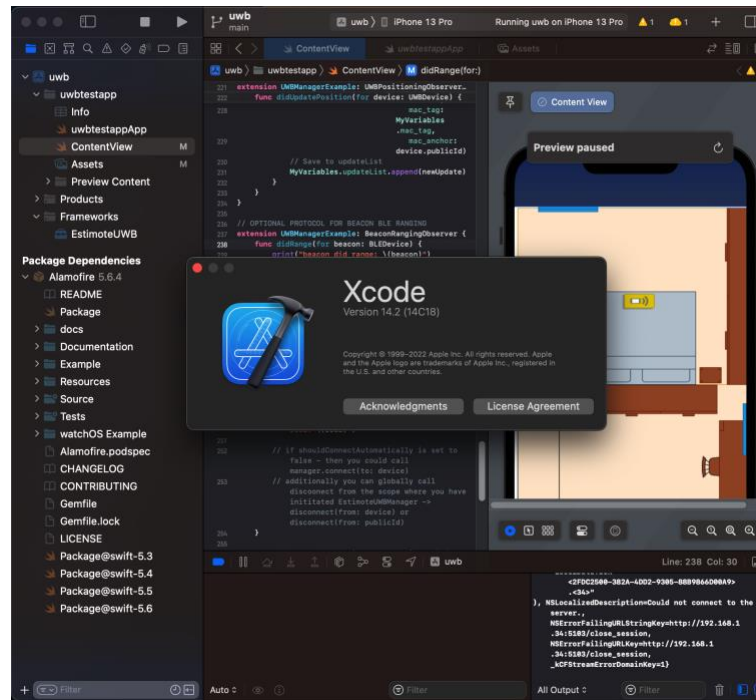 uwb
main
uwb
iPhone 13 Pro
Running uwb on iPhone 13 Pro
1
1
ContentView
uwbtestappApp
Assets
uwb
uwbtestapp
ContentView
M
didRange(for:)
uwb
uwbtestapp
Info
uwbtestappApp
ContentView
M
Assets
M
Preview Content
Products
Frameworks
EstimoteUWB
Package Dependencies
Alamofire 5.6.4
README
Package
docs
Documentation
Example
Resources
Source
Tests
watchOS Example
Alamofire.podspec
CHANGELOG
CONTRIBUTING
Gemfile
Gemfile.lock
LICENSE
Package@swift-5.3
Package@swift-5.4
Package@swift-5.5
Package@swift-5.6
Filter
221 extension UWBManagerExample: UWBPositioningObserver…
222 func didUpdatePosition(for device: UWBDevice) {
228 mac_tag:
MyVariables
.mac_tag,
229 mac_anchor:
device.publicId)
230 // Save to updateList
231 MyVariables.updateList.append(newUpdate)
232 }
233 }
234 }
235
236 // OPTIONAL PROTOCOL FOR BEACON BLE RANGING
237 extension UWBManagerExample: BeaconRangingObserver {
238 func didRange(for beacon: BLEDevice) {
print("beacon did range: \(beacon)")
Content View
Preview paused
Xcode
Version 14.2 (14C18)
Copyright © 1999–2022 Apple Inc. All rights reserved. Apple
and the Apple logo are trademarks of Apple Inc., registered in
the U.S. and other countries.
Acknowledgments
License Agreement
251
252 // if shouldConnectAutomatically is set to
false - then you could call
manager.connect(to: device)
253 // additionally you can globally call
disconnect from the scope where you have
inititated EstimoteUWBManager ->
disconnect(from: device) or
disconnect(from: publicId)
254 }
255
uwb
Line: 238 Col: 30
<2FDC2500-382A-4DD2-9305-88B9866D00A9>
.<34>"
), NSLocalizedDescription=Could not connect to the
server.,
NSErrorFailingURLStringKey=http://192.168.1
.34:5103/close_session,
NSErrorFailingURLKey=http://192.168.1
.34:5103/close_session,
_kCFStreamErrorDomainKey=1}
Auto
Filter
All Output
Filter